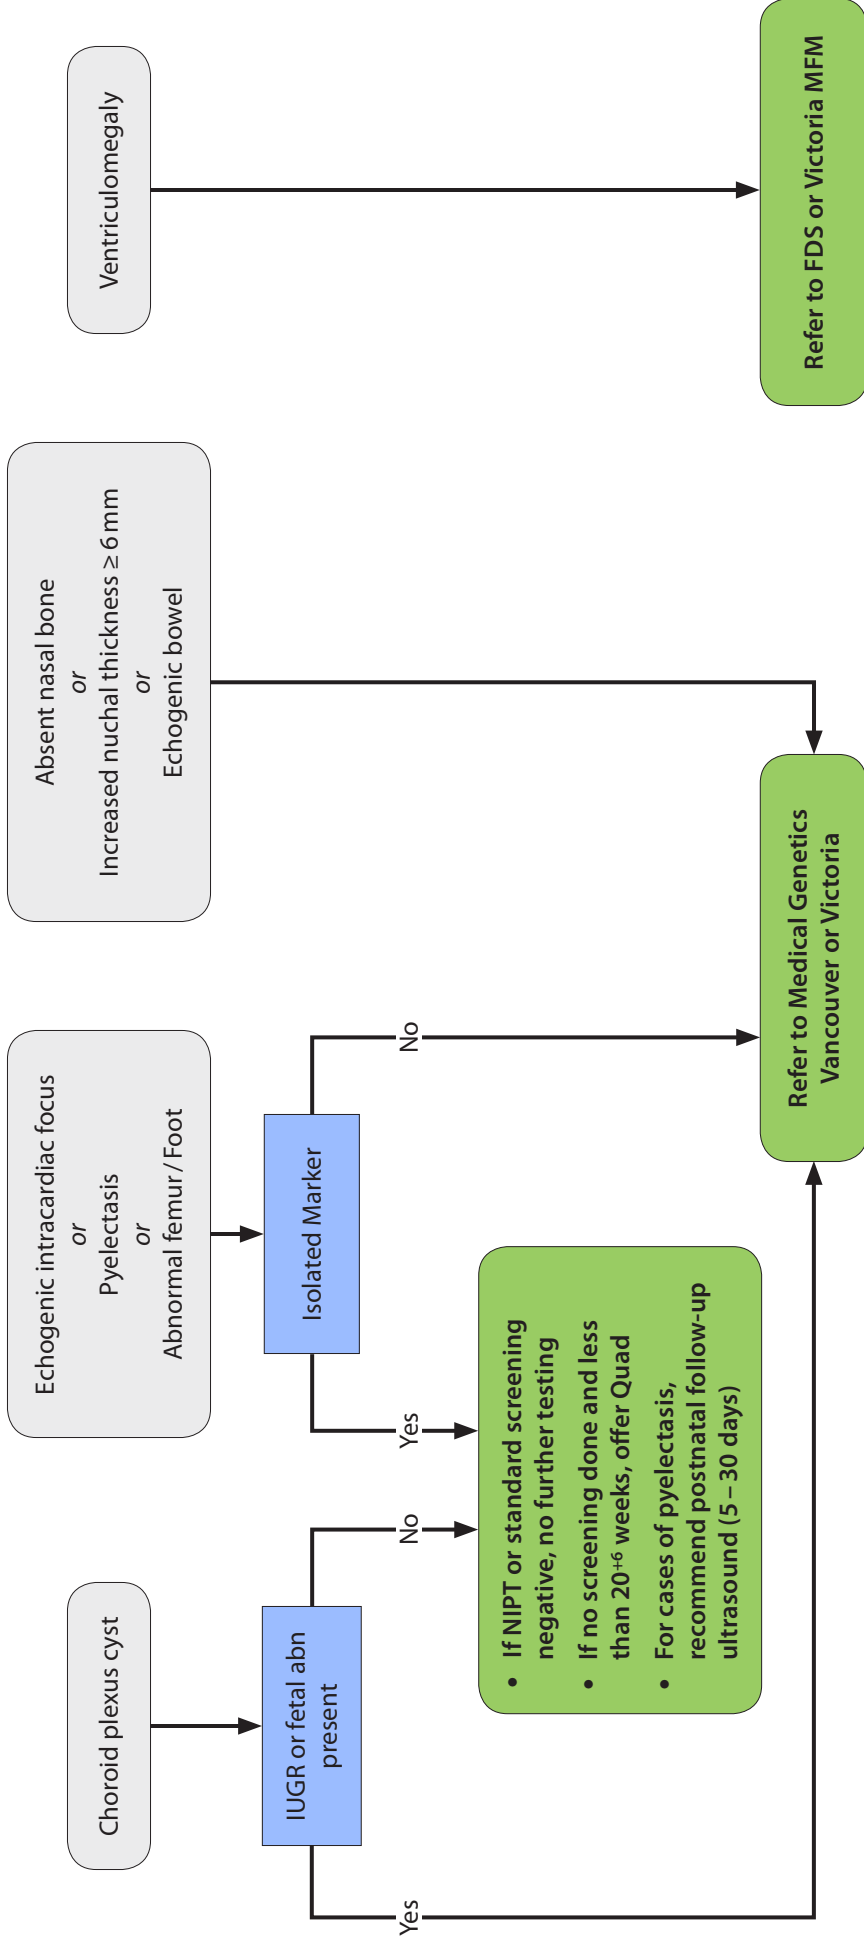 Choroid plexus cyst
IUGR or fetal abn
present
Yes
No
Echogenic intracardiac focus
or
Pyelectasis
or
Abnormal femur / Foot
Isolated Marker
Yes
No
• If NIPT or standard screening
negative, no further testing
• If no screening done and less
than 20⁺⁶ weeks, offer Quad
• For cases of pyelectasis,
recommend postnatal follow-up
ultrasound (5 – 30 days)
Absent nasal bone
or
Increased nuchal thickness ≥ 6 mm
or
Echogenic bowel
Refer to Medical Genetics
Vancouver or Victoria
Ventriculomegaly
Refer to FDS or Victoria MFM